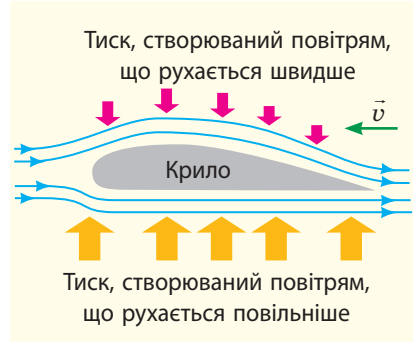 Тиск, створюваний повітрям,
що рухається швидше
v⃗
Крило
Тиск, створюваний повітрям,
що рухається повільніше